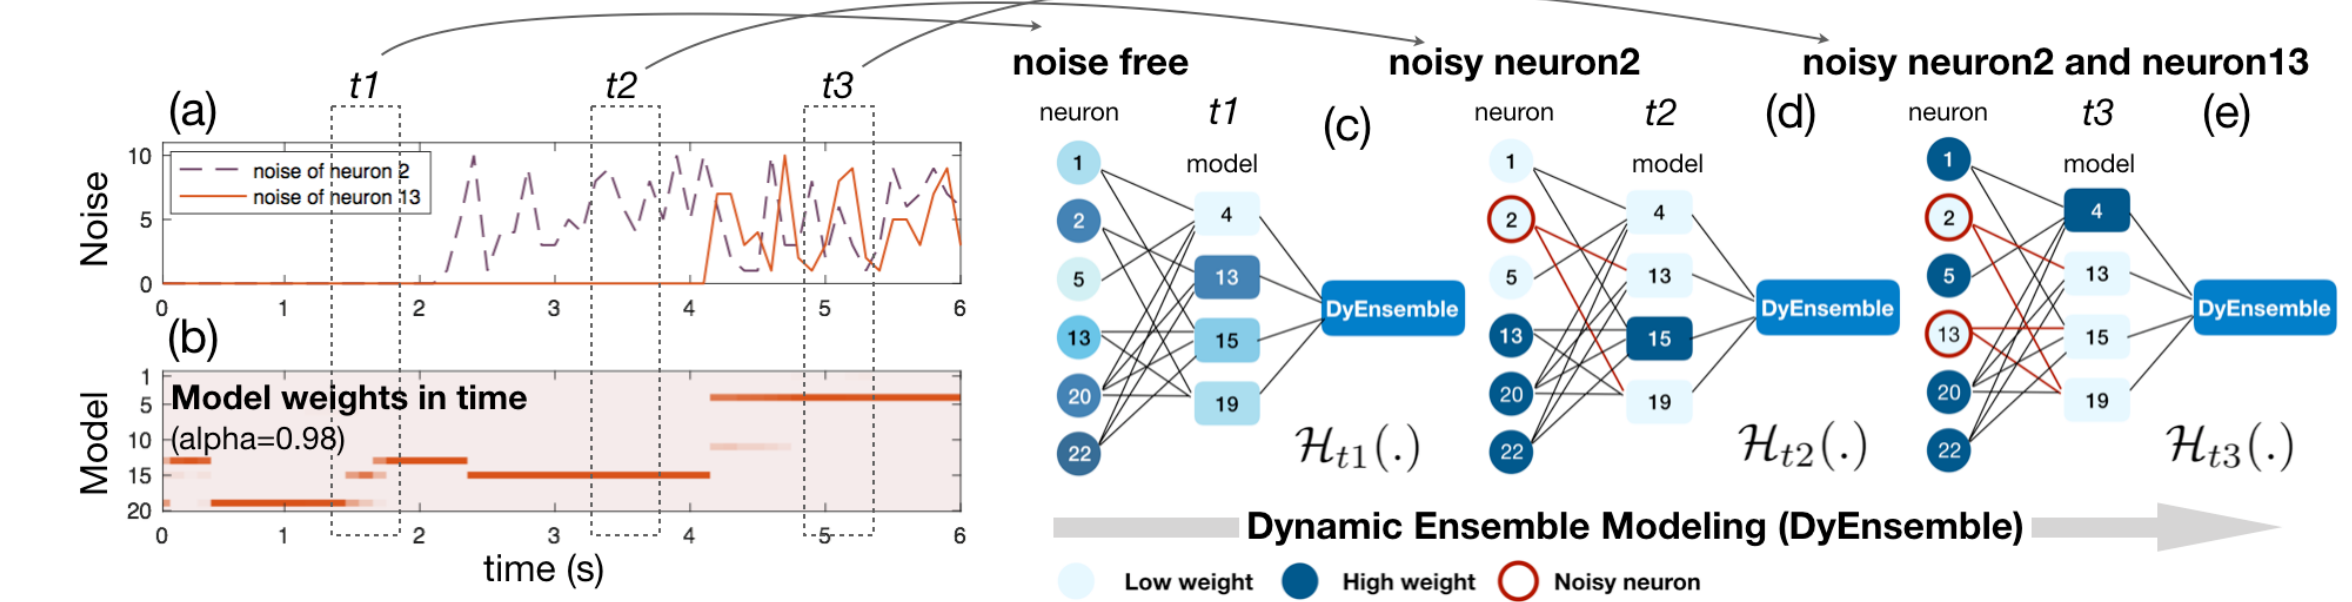 (a)
t1
t2
t3
Noise
10
5
0
noise of neuron 2
noise of neuron 13
0 1 2 3 4 5 6
(b)
Model
1
5
10
15
20
Model weights in time
(alpha=0.98)
0 1 2 3 4 5 6
time (s)
noise free
neuron
t1
(c)
model
1
2
5
13
20
22
4
13
15
19
DyEnsemble
ℋt1(.)
noisy neuron2
neuron
t2
(d)
model
1
2
5
13
20
22
4
13
15
19
DyEnsemble
ℋt2(.)
noisy neuron2 and neuron13
neuron
t3
(e)
model
1
2
5
13
20
22
4
13
15
19
DyEnsemble
ℋt3(.)
Dynamic Ensemble Modeling (DyEnsemble)
Low weight High weight Noisy neuron